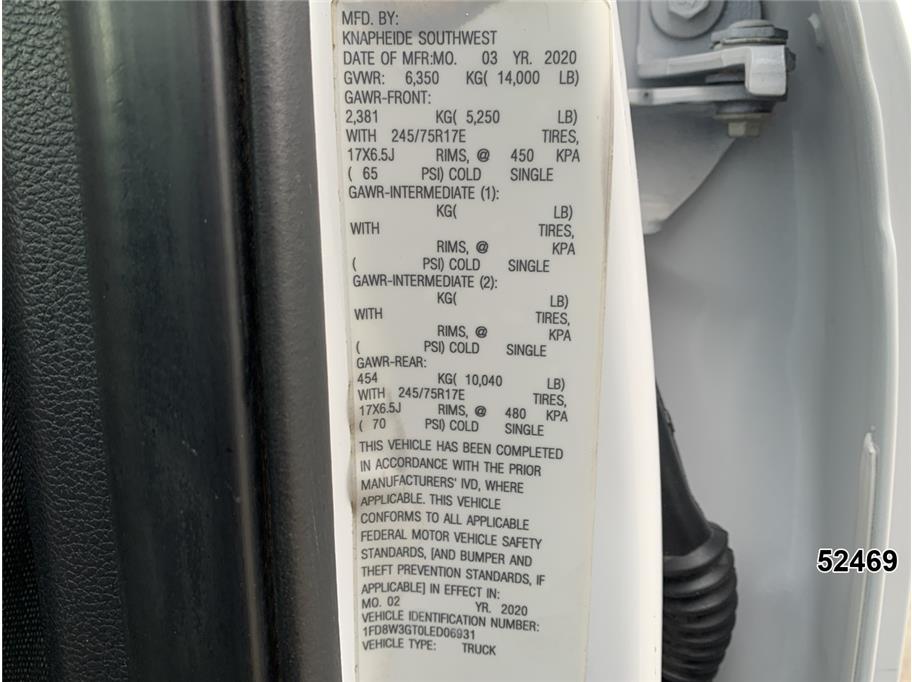 MFD. BY:
KNAPHEIDE SOUTHWEST
DATE OF MFR:MO. 03 YR. 2020
GVWR: 6,350 KG( 14,000 LB)
GAWR-FRONT:
2,381 KG( 5,250 LB)
WITH 245/75R17E TIRES,
17X6.5J RIMS, @ 450 KPA
( 65 PSI) COLD SINGLE
GAWR-INTERMEDIATE (1):
KG( LB)
WITH TIRES,
RIMS, @ KPA
( PSI) COLD SINGLE
GAWR-INTERMEDIATE (2):
KG( LB)
WITH TIRES,
RIMS, @ KPA
( PSI) COLD SINGLE
GAWR-REAR:
454 KG( 10,040 LB)
WITH 245/75R17E TIRES,
17X6.5J RIMS, @ 480 KPA
( 70 PSI) COLD SINGLE
THIS VEHICLE HAS BEEN COMPLETED
IN ACCORDANCE WITH THE PRIOR
MANUFACTURERS' IVD, WHERE
APPLICABLE. THIS VEHICLE
CONFORMS TO ALL APPLICABLE
FEDERAL MOTOR VEHICLE SAFETY
STANDARDS, [AND BUMPER AND
THEFT PREVENTION STANDARDS, IF
APPLICABLE] IN EFFECT IN:
MO. 02 YR. 2020
VEHICLE IDENTIFICATION NUMBER:
1FD8W3GT0LED06931
VEHICLE TYPE: TRUCK
52469